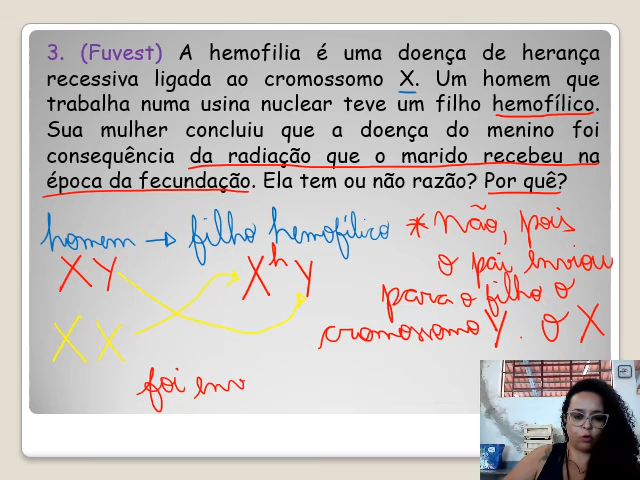 3. (Fuvest) A hemofilia é uma doença de herança
recessiva ligada ao cromossomo X. Um homem que
trabalha numa usina nuclear teve um filho hemofílico.
Sua mulher concluiu que a doença do menino foi
consequência da radiação que o marido recebeu na
época da fecundação. Ela tem ou não razão? Por quê?
homem → filho hemofílico
XY
XʰY
XX
* Não, pois
o pai enviou
para o filho o
cromossomo Y. O X
foi env